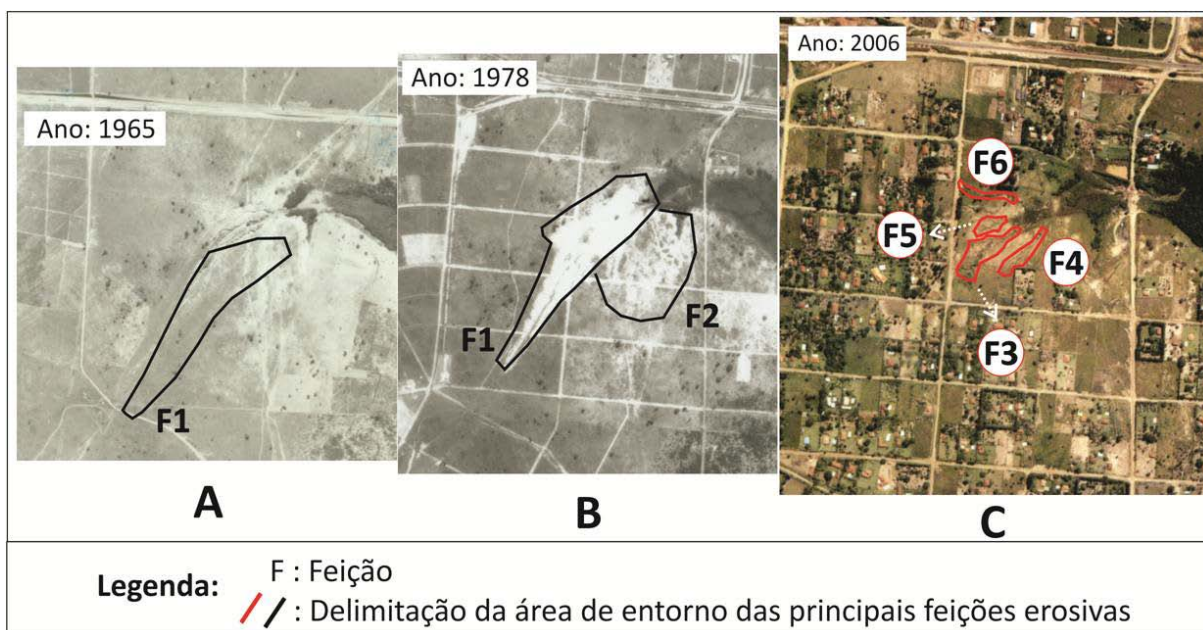 Ano: 1965
F1
A
Ano: 1978
F1
F2
B
Ano: 2006
F6
F5
F4
F3
C
Legenda:
F : Feição
: Delimitação da área de entorno das principais feições erosivas